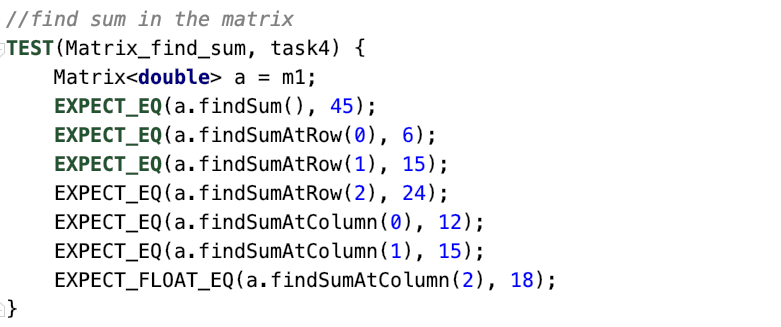 //find sum in the matrix
TEST(Matrix_find_sum, task4) {
    Matrix<double> a = m1;
    EXPECT_EQ(a.findSum(), 45);
    EXPECT_EQ(a.findSumAtRow(0), 6);
    EXPECT_EQ(a.findSumAtRow(1), 15);
    EXPECT_EQ(a.findSumAtRow(2), 24);
    EXPECT_EQ(a.findSumAtColumn(0), 12);
    EXPECT_EQ(a.findSumAtColumn(1), 15);
    EXPECT_FLOAT_EQ(a.findSumAtColumn(2), 18);
}